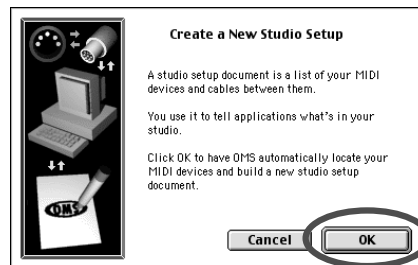 Create a New Studio Setup
A studio setup document is a list of your MIDI
devices and cables between them.
You use it to tell applications what's in your
studio.
Click OK to have OMS automatically locate your
MIDI devices and build a new studio setup
document.
OMS
Cancel
OK